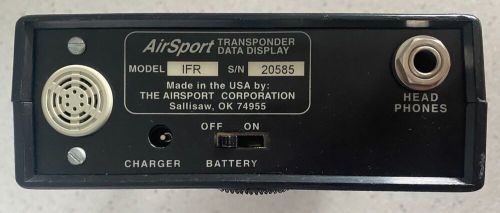 AirSport TRANSPONDER DATA DISPLAY
MODEL IFR S/N 20585
Made in the USA by:
THE AIRSPORT CORPORATION
Sallisaw, OK 74955
HEAD PHONES
OFF ON
CHARGER BATTERY